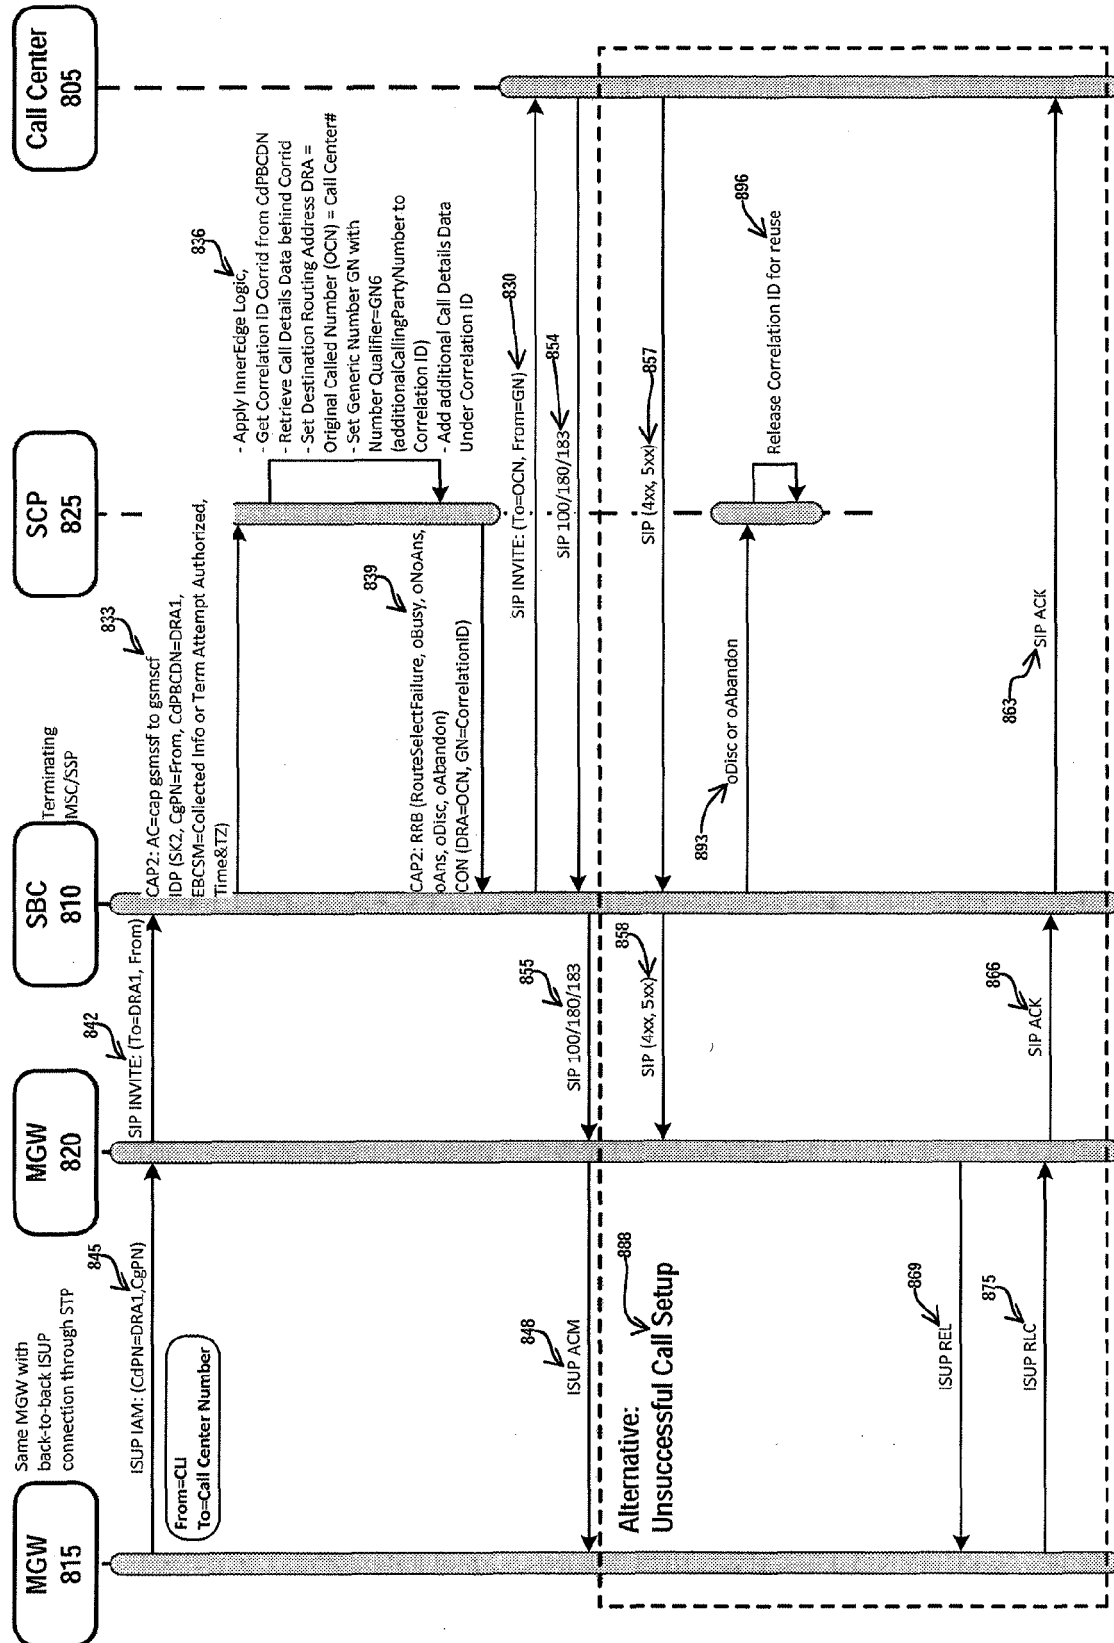 MGW
815
Same MGW with
back-to-back ISUP
connection through STP
MGW
820
SBC
810
Terminating
MSC/SSP
SCP
825
Call Center
805
845
ISUP IAM: (CdPN=DRA1,CgPN)
From=CLI
To=Call Center Number
842
SIP INVITE: (To=DRA1, From)
833
CAP2: AC=cap gsmssf to gsmscf
IDP (SK2, CgPN=From, CdPBCDN=DRA1,
EBCSM=Collected Info or Term Attempt Authorized,
Time&TZ)
836
- Apply InnerEdge Logic,
- Get Correlation ID Corrid from CdPBCDN
- Retrieve Call Details Data behind Corrid
- Set Destination Routing Address DRA =
Original Called Number (OCN) = Call Center#
- Set Generic Number GN with
Number Qualifier=GN6
(additionalCallingPartyNumber to
Correlation ID)
- Add additional Call Details Data
Under Correlation ID
839
CAP2: RRB (RouteSelectFailure, oBusy, oNoAns,
oAns, oDisc, oAbandon)
CON (DRA=OCN, GN=CorrelationID)
SIP INVITE: (To=OCN, From=GN)
830
SIP 100/180/183
854
855
SIP 100/180/183
848
ISUP ACM
Alternative:
Unsuccessful Call Setup
888
SIP (4xx, 5xx)
857
SIP (4xx, 5xx)
858
893
oDisc or oAbandon
896
Release Correlation ID for reuse
869
ISUP REL
875
ISUP RLC
866
SIP ACK
863
SIP ACK